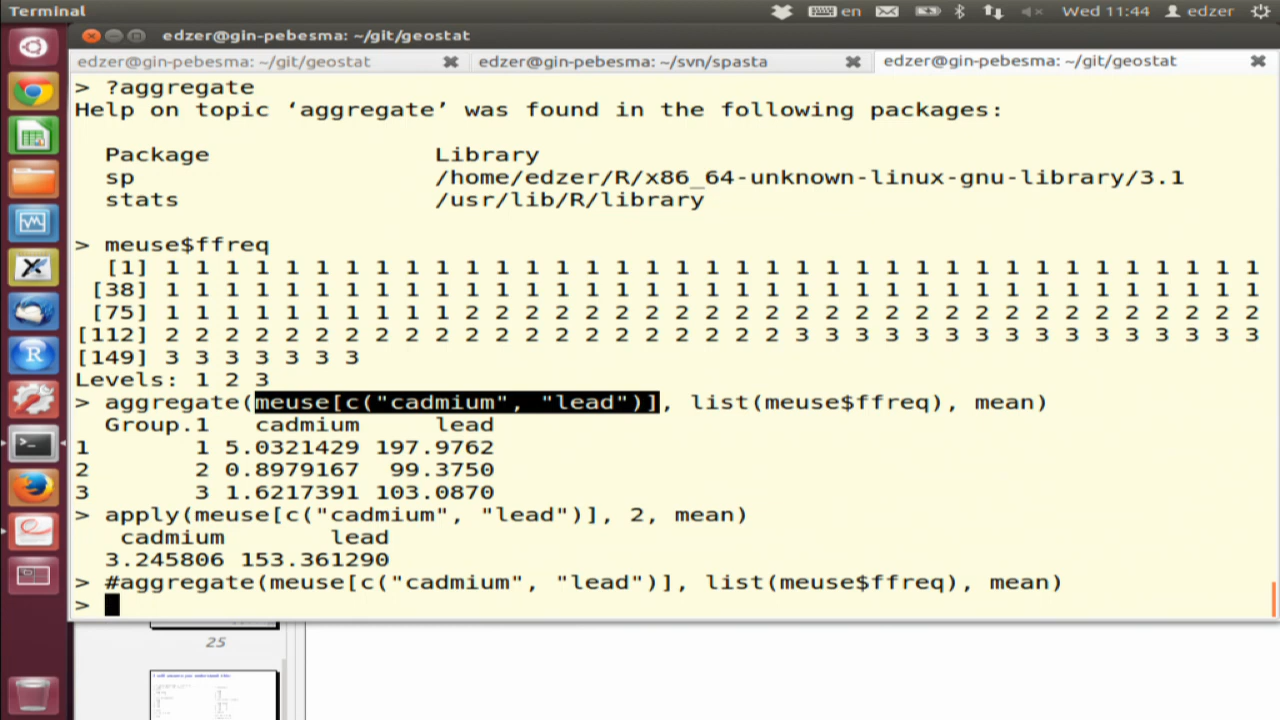 Terminal
en
Wed 11:44
edzer
edzer@gin-pebesma: ~/git/geostat
edzer@gin-pebesma: ~/git/geostat
edzer@gin-pebesma: ~/svn/spasta
edzer@gin-pebesma: ~/git/geostat
> ?aggregate
Help on topic ‘aggregate’ was found in the following packages:
Package Library
sp /home/edzer/R/x86_64-unknown-linux-gnu-library/3.1
stats /usr/lib/R/library
> meuse$ffreq
[1] 1 1 1 1 1 1 1 1 1 1 1 1 1 1 1 1 1 1 1 1 1 1 1 1 1 1 1 1 1 1 1 1 1 1 1 1 1
[38] 1 1 1 1 1 1 1 1 1 1 1 1 1 1 1 1 1 1 1 1 1 1 1 1 1 1 1 1 1 1 1 1 1 1 1 1 1
[75] 1 1 1 1 1 1 1 1 1 1 2 2 2 2 2 2 2 2 2 2 2 2 2 2 2 2 2 2 2 2 2 2 2 2 2 2 2
[112] 2 2 2 2 2 2 2 2 2 2 2 2 2 2 2 2 2 2 2 2 2 3 3 3 3 3 3 3 3 3 3 3 3 3 3 3 3
[149] 3 3 3 3 3 3 3
Levels: 1 2 3
> aggregate(meuse[c("cadmium", "lead")], list(meuse$ffreq), mean)
Group.1 cadmium lead
1 1 5.0321429 197.9762
2 2 0.8979167 99.3750
3 3 1.6217391 103.0870
> apply(meuse[c("cadmium", "lead")], 2, mean)
cadmium lead
3.245806 153.361290
> #aggregate(meuse[c("cadmium", "lead")], list(meuse$ffreq), mean)
>
25